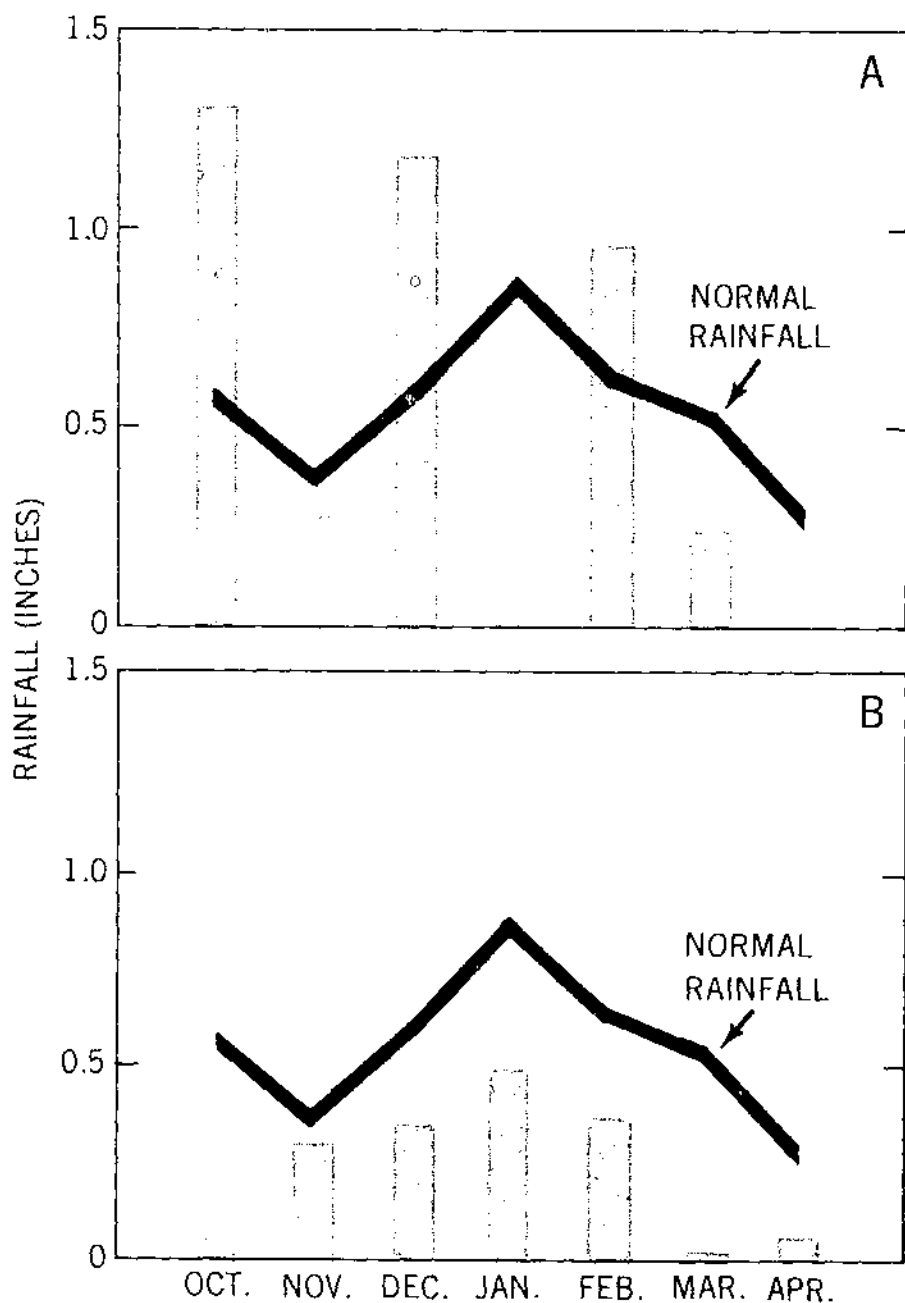 RAINFALL (INCHES)
1.5
1.0
0.5
0
A
NORMAL
RAINFALL
1.5
1.0
0.5
0
B
NORMAL
RAINFALL
OCT. NOV. DEC. JAN. FEB. MAR. APR.